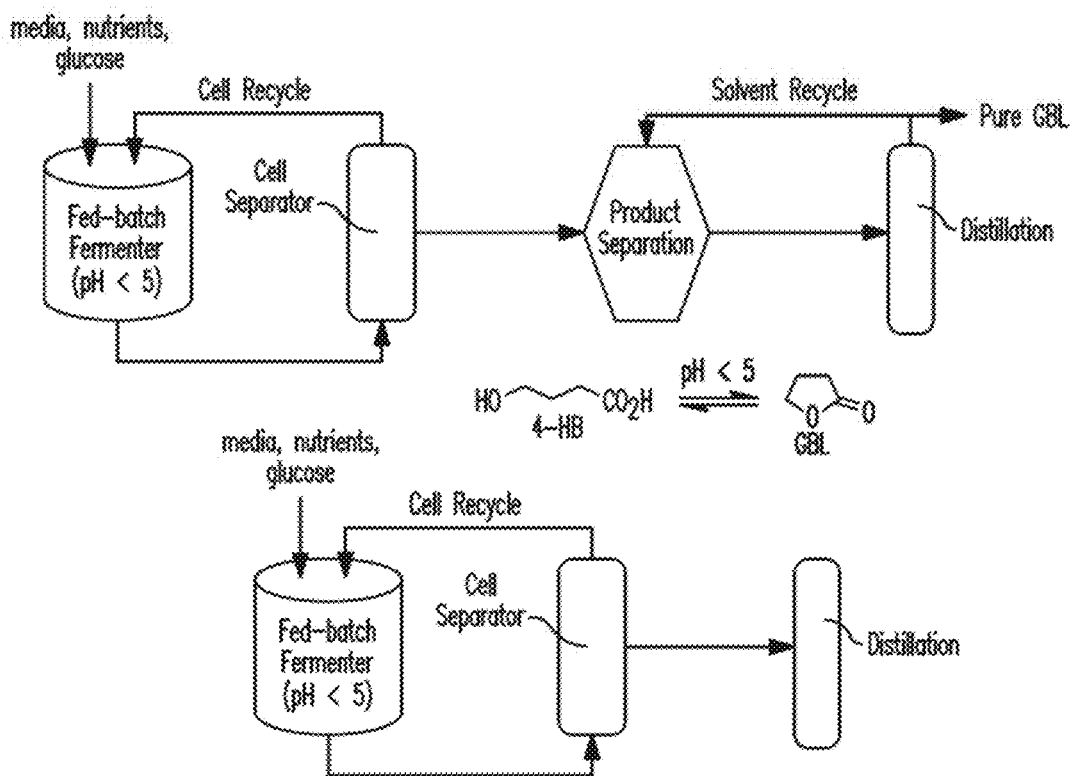 media, nutrients,
glucose
Cell Recycle
Solvent Recycle
Pure GBL
Cell
Separator
Fed-batch
Fermenter
(pH < 5)
Product
Separation
Distillation
HO
CO2H
4-HB
pH < 5
O
O
GBL
media, nutrients,
glucose
Cell Recycle
Cell
Separator
Fed-batch
Fermenter
(pH < 5)
Distillation